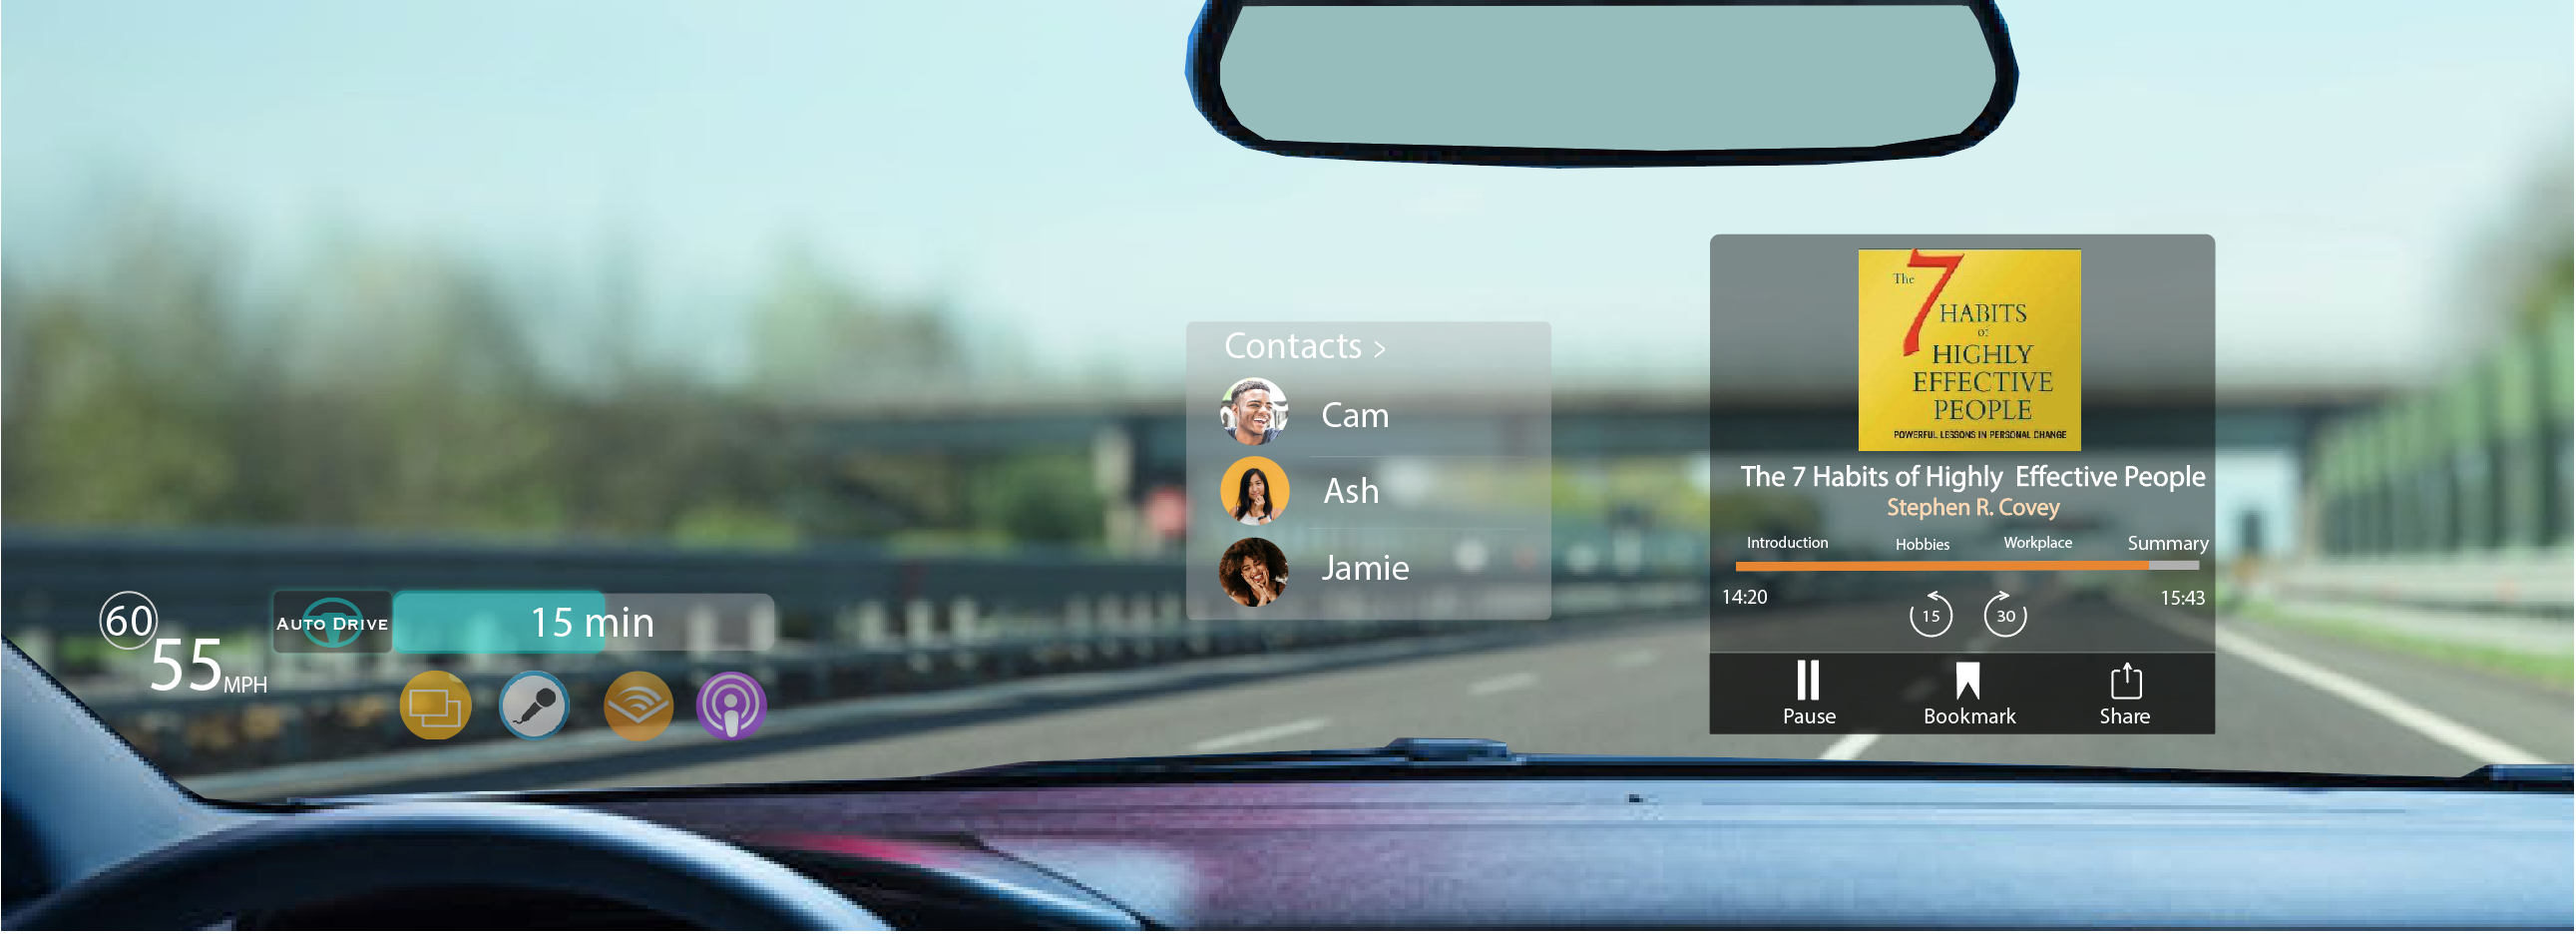 60
55 MPH
AUTO DRIVE
15 min
Contacts >
Cam
Ash
Jamie
The 7
HABITS
of
HIGHLY
EFFECTIVE
PEOPLE
POWERFUL LESSONS IN PERSONAL CHANGE
The 7 Habits of Highly Effective People
Stephen R. Covey
Introduction Hobbies Workplace Summary
14:20 15 30 15:43
Pause Bookmark Share